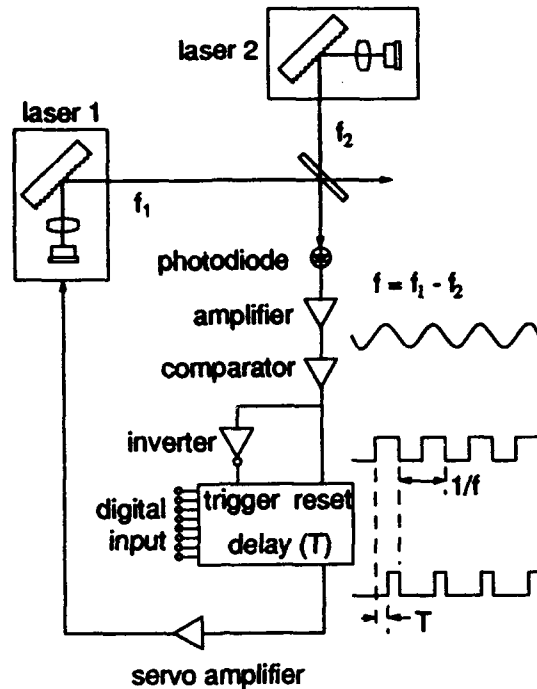 laser 2
laser 1
f₂
f₁
photodiode
f = f₁ - f₂
amplifier
comparator
inverter
1/f
trigger reset
digital
input
delay (T)
T
servo amplifier